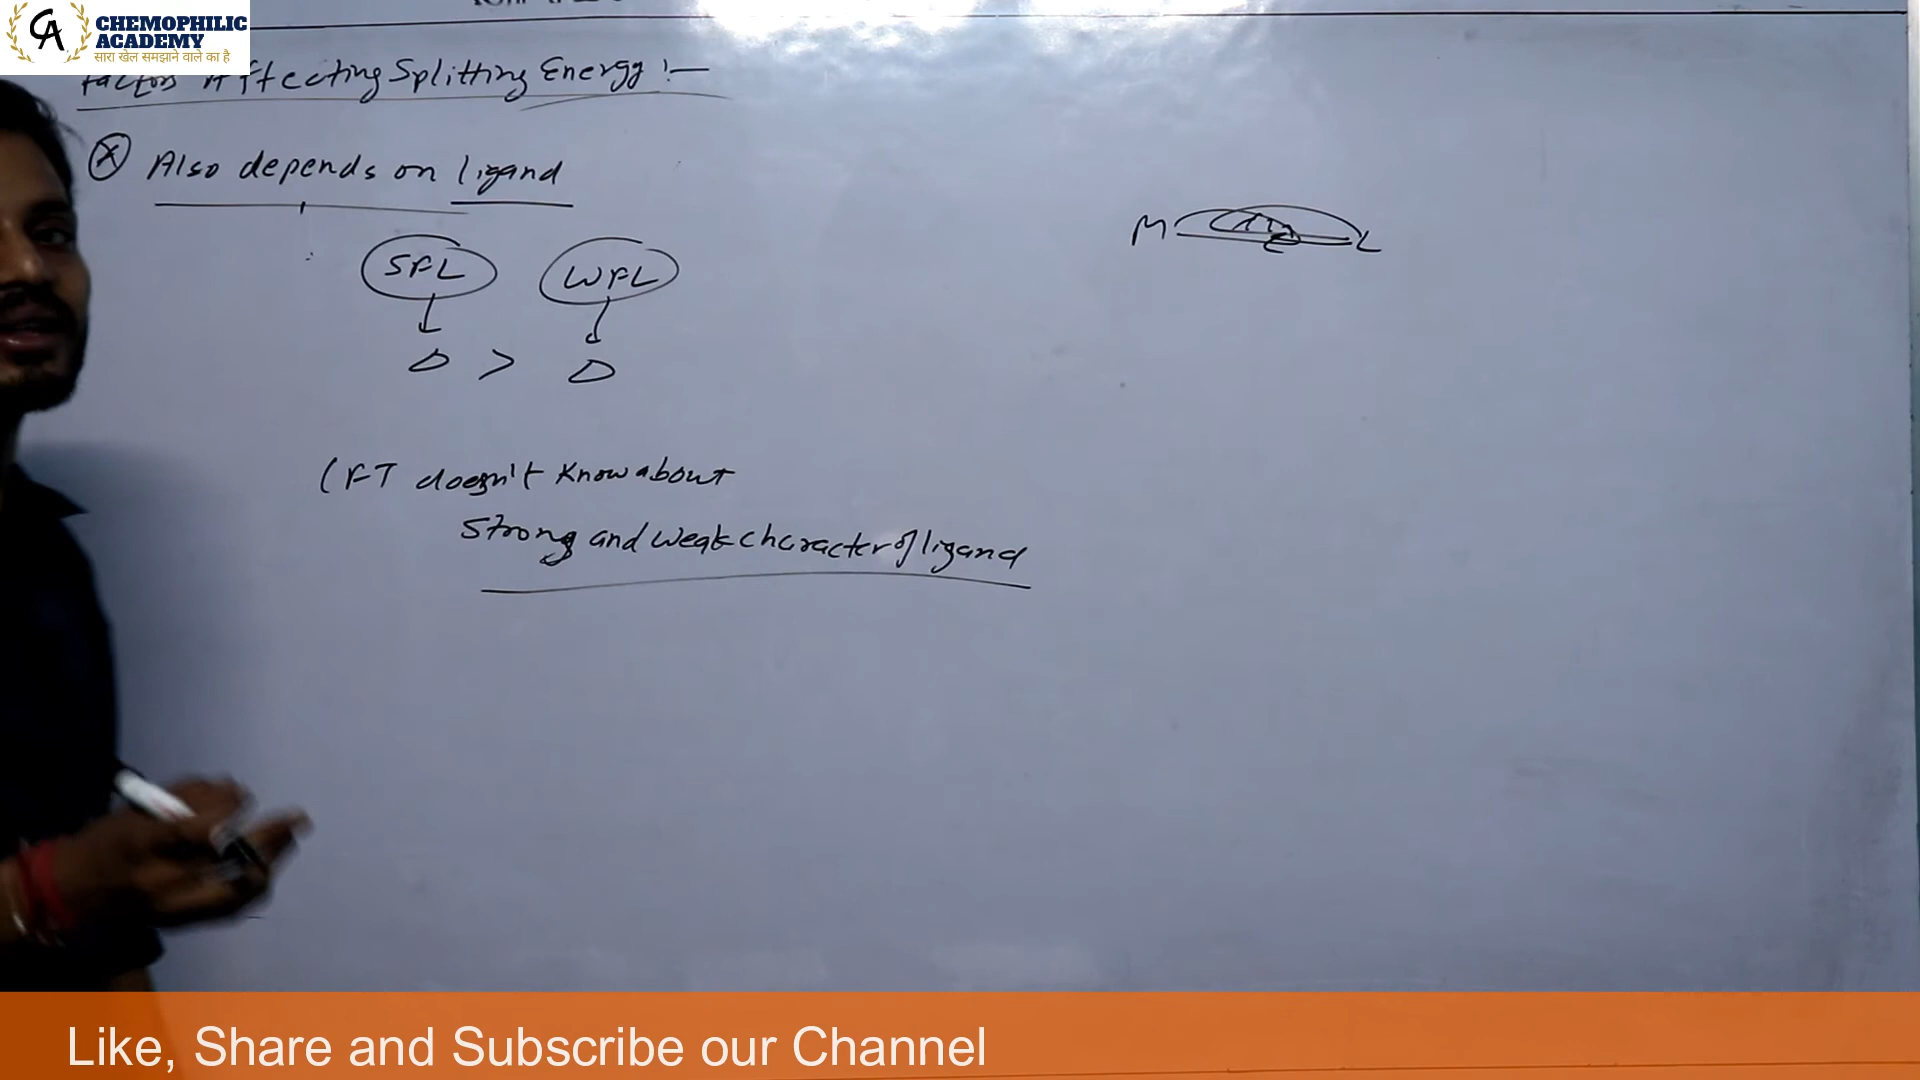 CHEMOPHILIC
ACADEMY
सारा खेल समझाने वाले का है
Factors Affecting Splitting Energy :-
Also depends on ligand
SFL WFL
Δ > Δ
M L
CFT doesn't know about
Strong and weak character of ligand
Like, Share and Subscribe our Channel